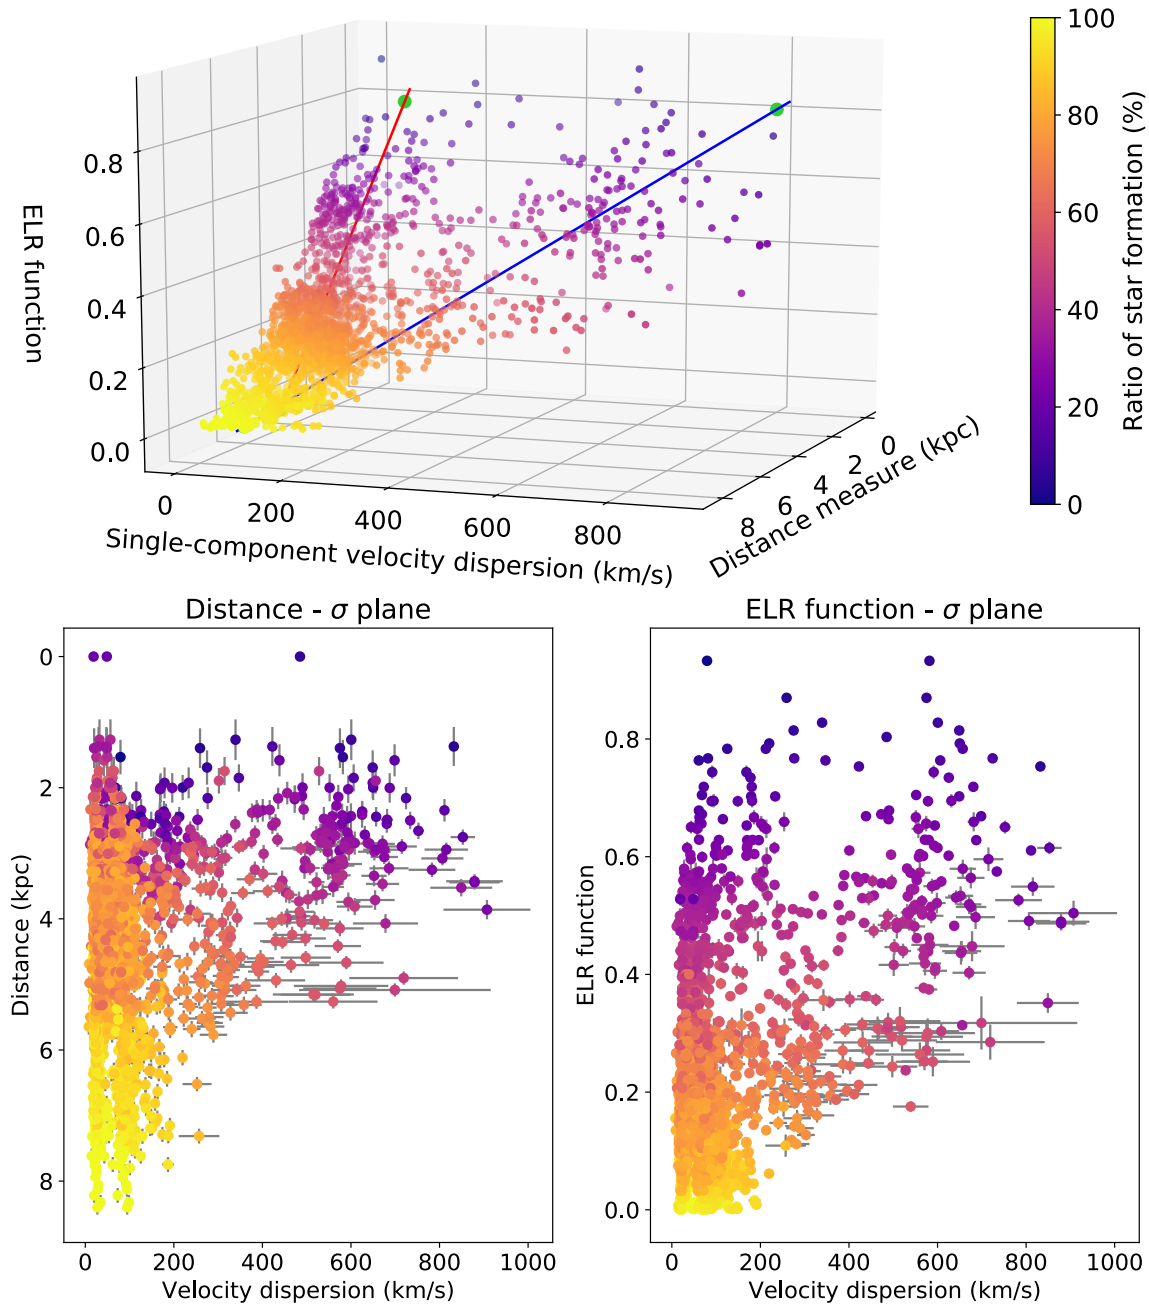 100
80
60
40
20
0
Ratio of star formation (%)
ELR function
0.8
0.6
0.4
0.2
0.0
0
200
400
600
800
Single-component velocity dispersion (km/s)
0
2
4
6
8
Distance measure (kpc)
Distance - σ plane
0
2
4
6
8
Distance (kpc)
0 200 400 600 800 1000
Velocity dispersion (km/s)
ELR function - σ plane
0.8
0.6
0.4
0.2
0.0
ELR function
0 200 400 600 800 1000
Velocity dispersion (km/s)